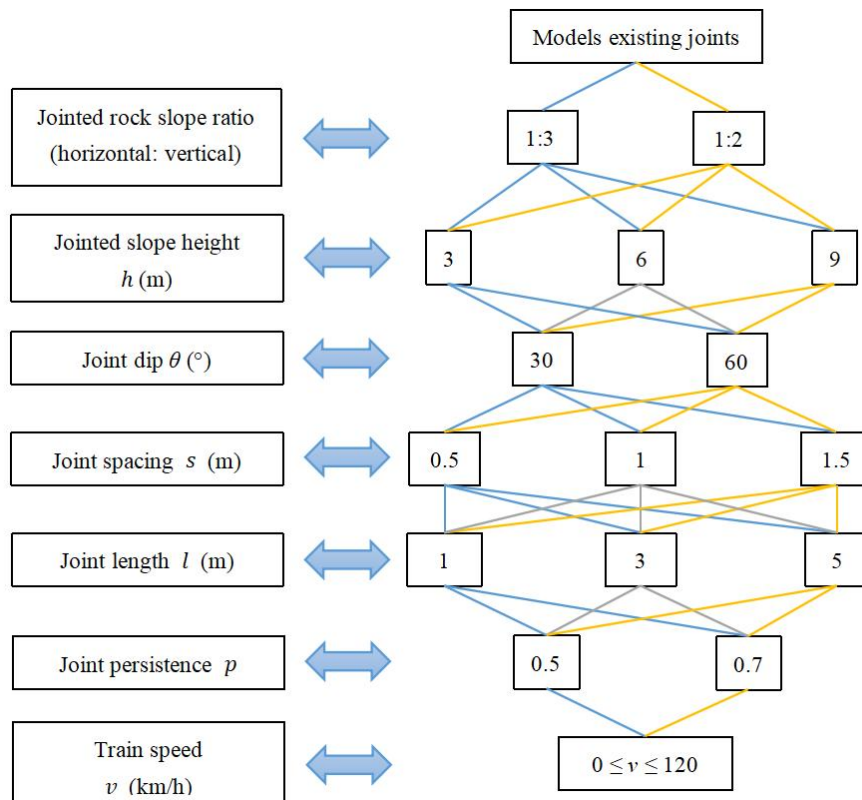 Models existing joints
Jointed rock slope ratio
(horizontal: vertical)
1:3 1:2
Jointed slope height
h (m)
3 6 9
Joint dip θ (°)
30 60
Joint spacing s (m)
0.5 1 1.5
Joint length l (m)
1 3 5
Joint persistence p
0.5 0.7
Train speed
v (km/h)
0 ≤ v ≤ 120